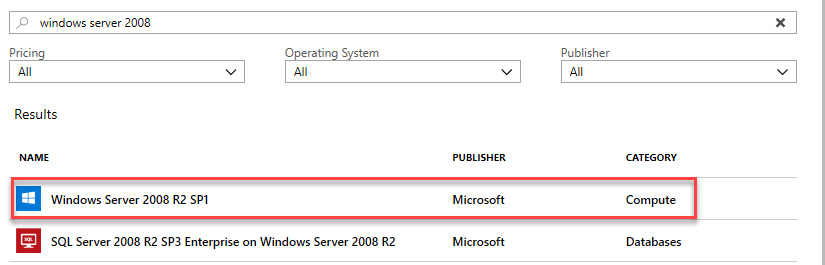 windows server 2008
Pricing Operating System Publisher
All All All
Results
NAME PUBLISHER CATEGORY
Windows Server 2008 R2 SP1 Microsoft Compute
SQL Server 2008 R2 SP3 Enterprise on Windows Server 2008 R2 Microsoft Databases